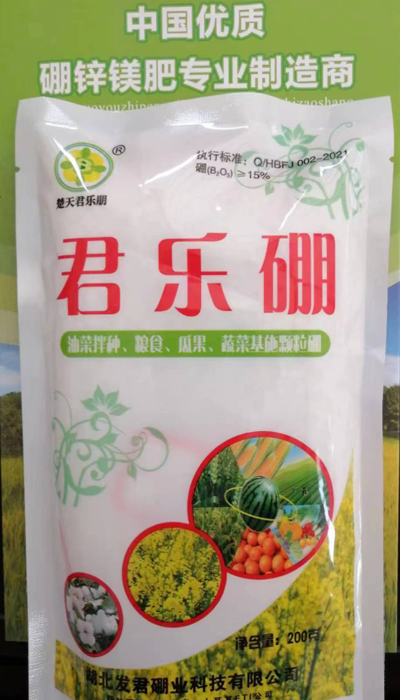 中国优质
硼锌镁肥专业制造商
®
楚天君乐朋
执行标准：Q/HBFJ 002-2021
硼(B₂O₃)≥15%
君乐硼
油菜拌种、粮食、瓜果、蔬菜基施颗粒硼
净含量：200克
湖北发君硼业科技有限公司